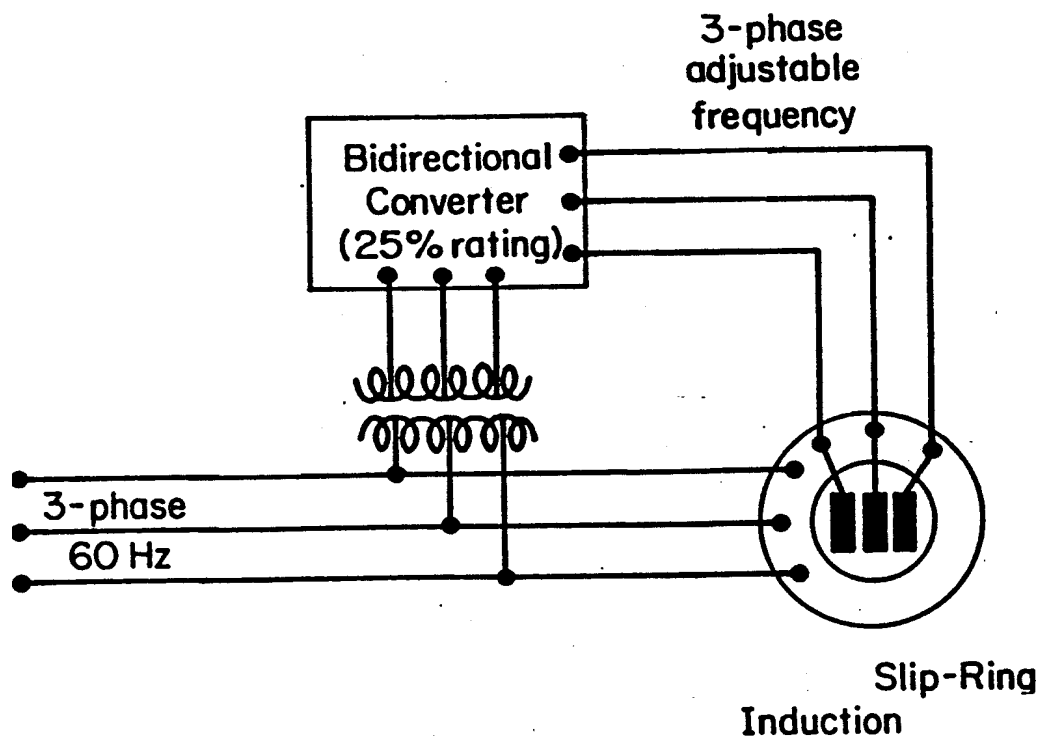 3-phase
adjustable
frequency
Bidirectional
Converter
(25% rating)
3-phase
60 Hz
Slip-Ring
Induction